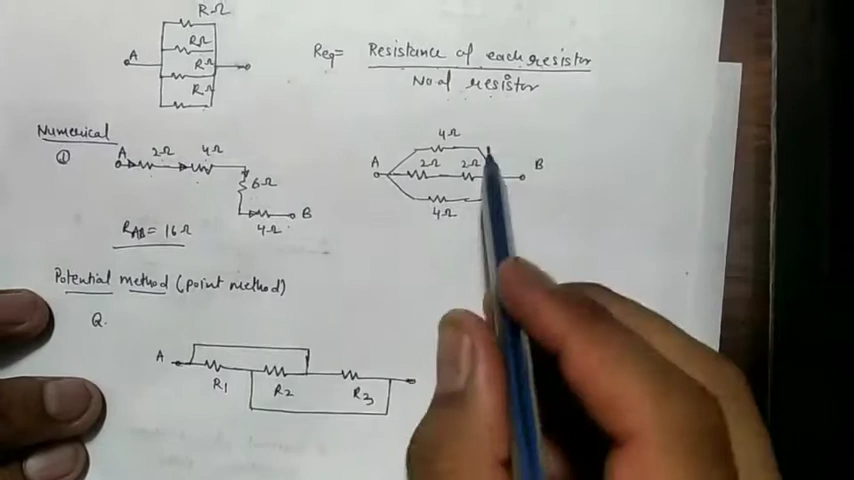 RΩ
RΩ
RΩ
RΩ
A
Req = Resistance of each resistor
No of resistor
Numerical
①
A 2Ω 4Ω
6Ω
4Ω
B
RAB = 16Ω
A 4Ω
2Ω 2Ω
4Ω
B
Potential method (point method)
Q.
A
R1 R2 R3